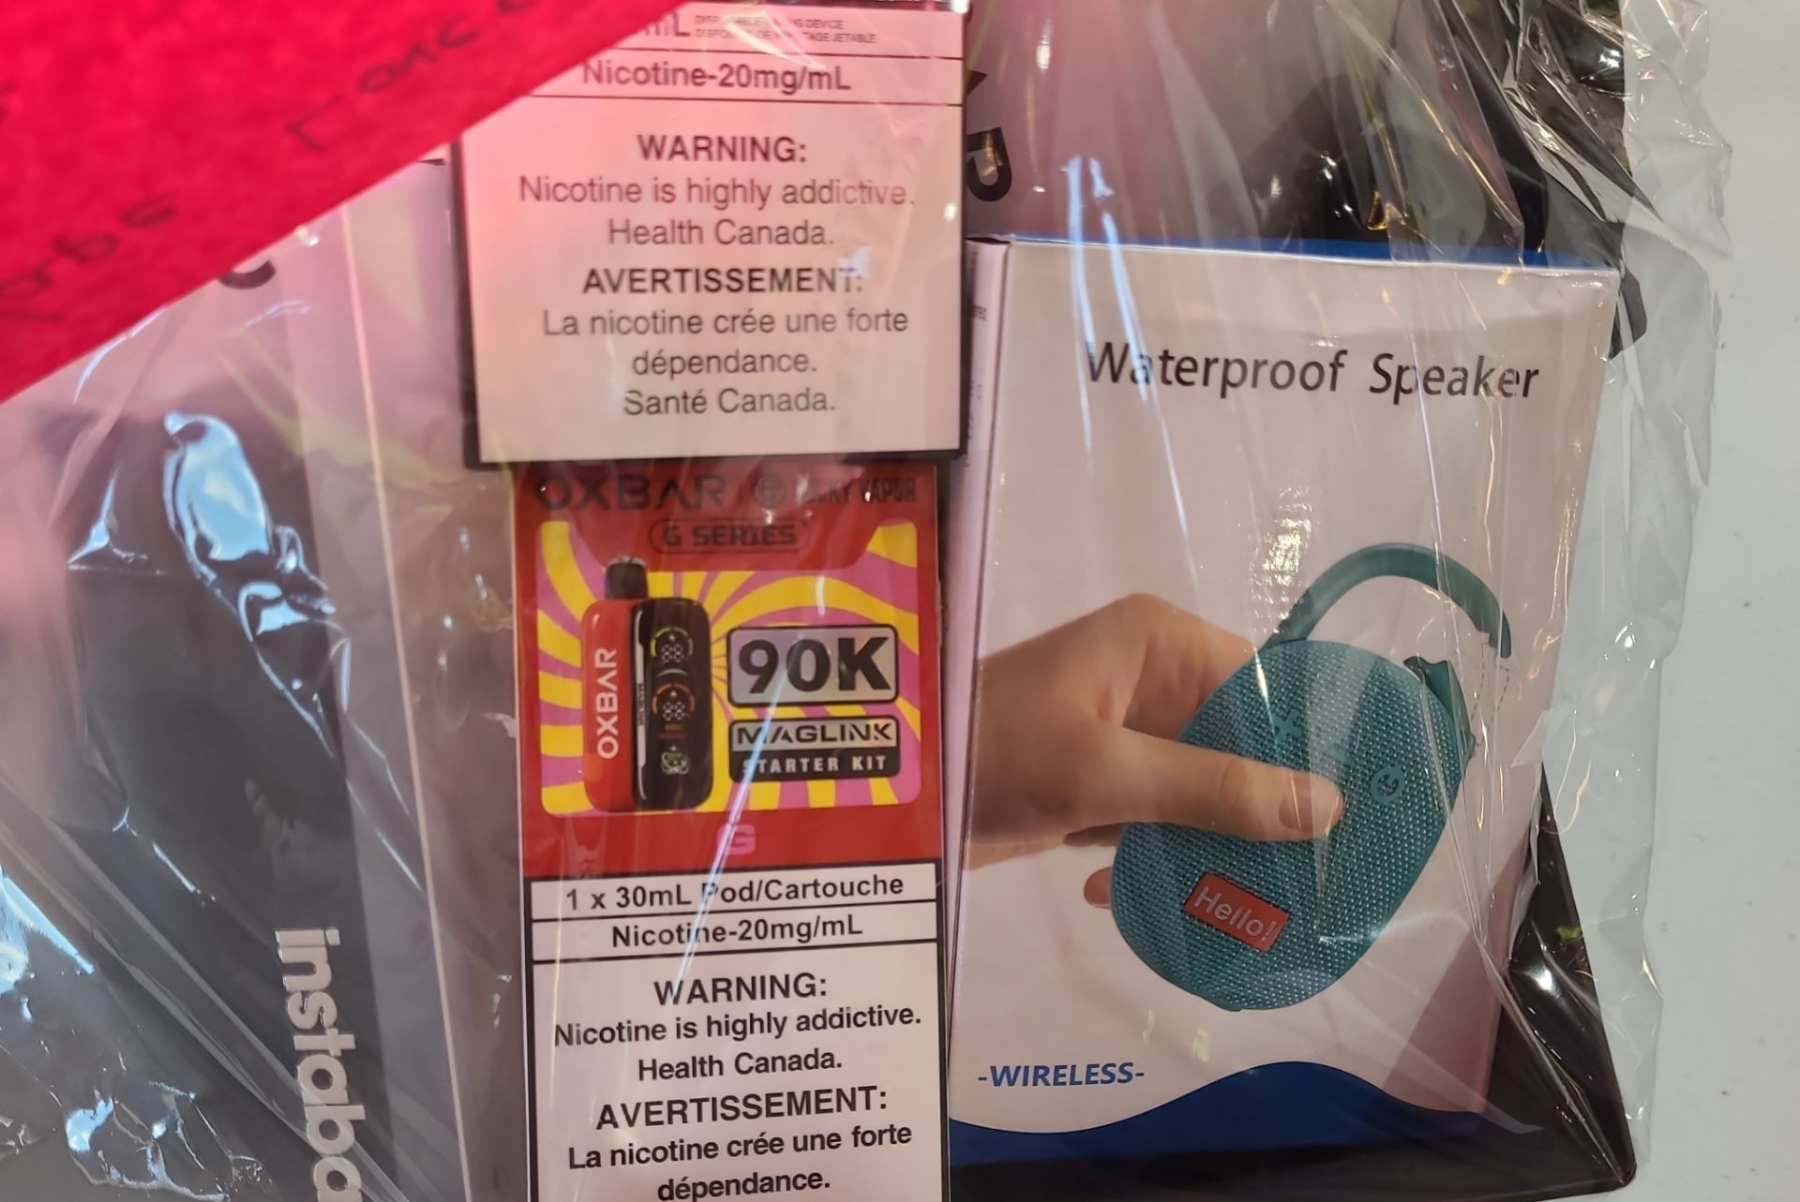 mL
Nicotine-20mg/mL
WARNING:
Nicotine is highly addictive.
Health Canada.
AVERTISSEMENT:
La nicotine crée une forte
dépendance.
Santé Canada.
OXBAR
G SERIES
OXBAR
90K
MAGLINK
STARTER KIT
G
1 x 30mL Pod/Cartouche
Nicotine-20mg/mL
WARNING:
Nicotine is highly addictive.
Health Canada.
AVERTISSEMENT:
La nicotine crée une forte
dépendance.
instaba
Waterproof Speaker
Hello!
-WIRELESS-